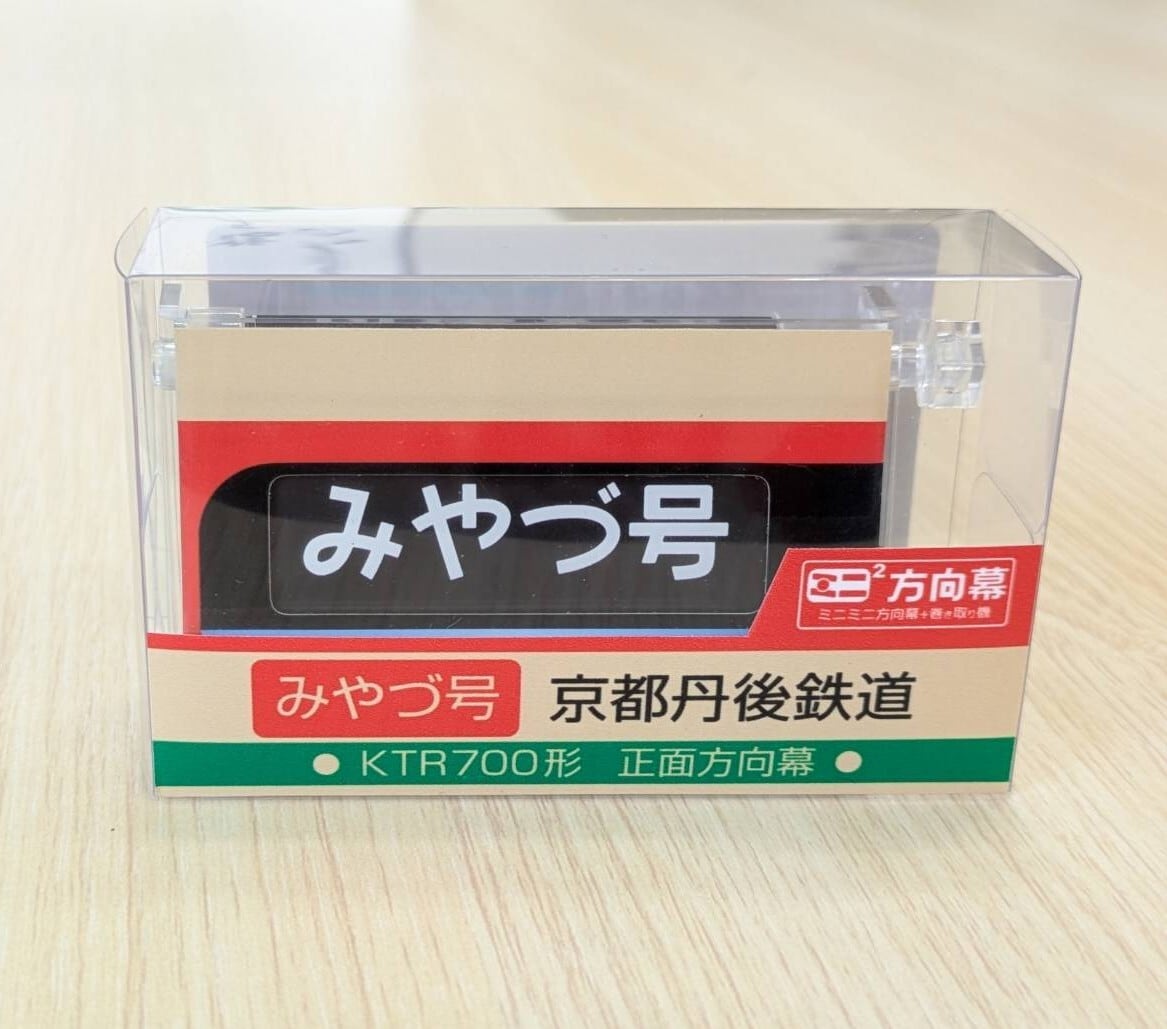 みやづ号
2方向幕
ミニミニ方向幕+巻き取り機
みやづ号 京都丹後鉄道
● KTR700形 正面方向幕 ●